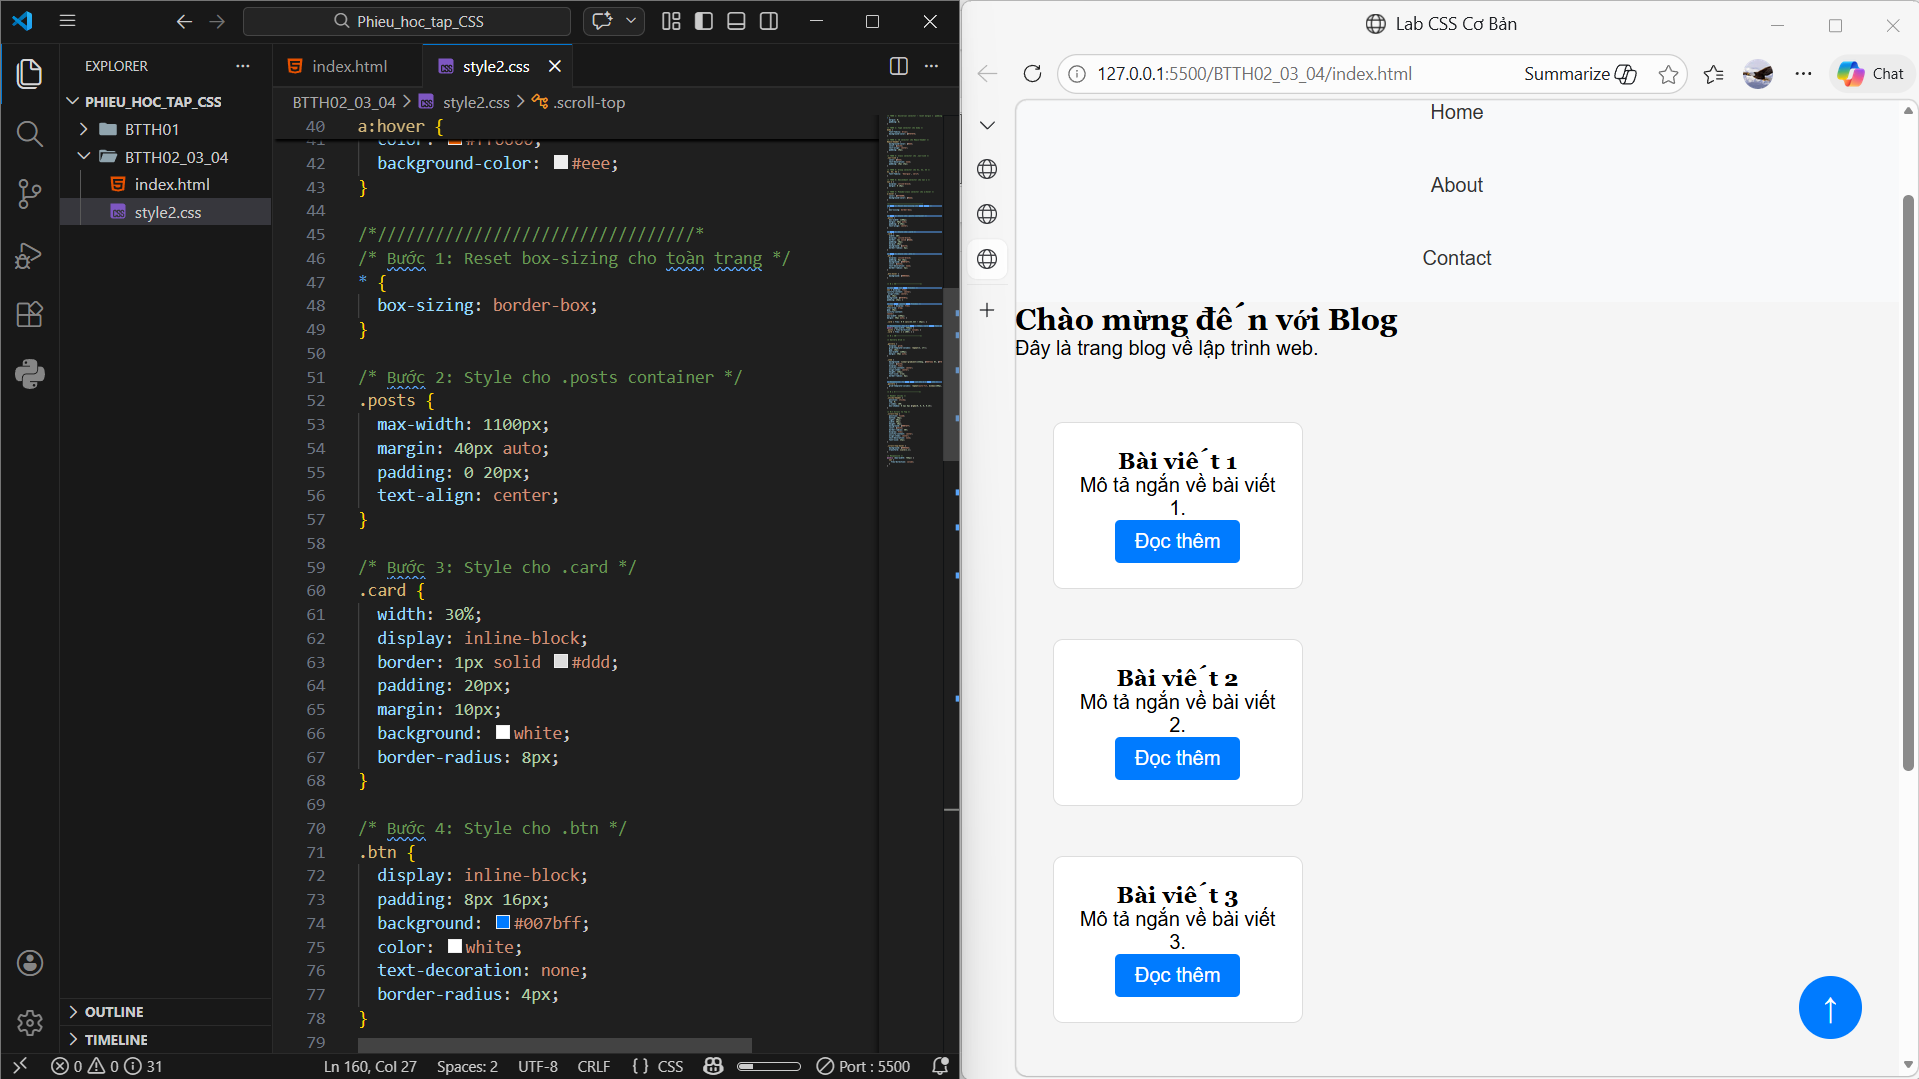 Phieu_hoc_tap_CSS
EXPLORER
PHIEU_HOC_TAP_CSS
BTTH01
BTTH02_03_04
index.html
style2.css
OUTLINE
TIMELINE
index.html
style2.css
BTTH02_03_04 > style2.css > .scroll-top
40 a:hover {
41 color: #ff6600;
42 background-color: #eee;
43 }
44
45 /*/////////////////////////////////*
46 /* Bước 1: Reset box-sizing cho toàn trang */
47 * {
48 box-sizing: border-box;
49 }
50
51 /* Bước 2: Style cho .posts container */
52 .posts {
53 max-width: 1100px;
54 margin: 40px auto;
55 padding: 0 20px;
56 text-align: center;
57 }
58
59 /* Bước 3: Style cho .card */
60 .card {
61 width: 30%;
62 display: inline-block;
63 border: 1px solid #ddd;
64 padding: 20px;
65 margin: 10px;
66 background: white;
67 border-radius: 8px;
68 }
69
70 /* Bước 4: Style cho .btn */
71 .btn {
72 display: inline-block;
73 padding: 8px 16px;
74 background: #007bff;
75 color: white;
76 text-decoration: none;
77 border-radius: 4px;
78 }
79
0 0 31
Ln 160, Col 27
Spaces: 2
UTF-8
CRLF
{ } CSS
Port : 5500
Lab CSS Cơ Bản
127.0.0.1:5500/BTTH02_03_04/index.html
Summarize
Chat
Home
About
Contact
Chào mừng đến với Blog
Đây là trang blog về lập trình web.
Bài viết 1
Mô tả ngắn về bài viết
1.
Đọc thêm
Bài viết 2
Mô tả ngắn về bài viết
2.
Đọc thêm
Bài viết 3
Mô tả ngắn về bài viết
3.
Đọc thêm
↑